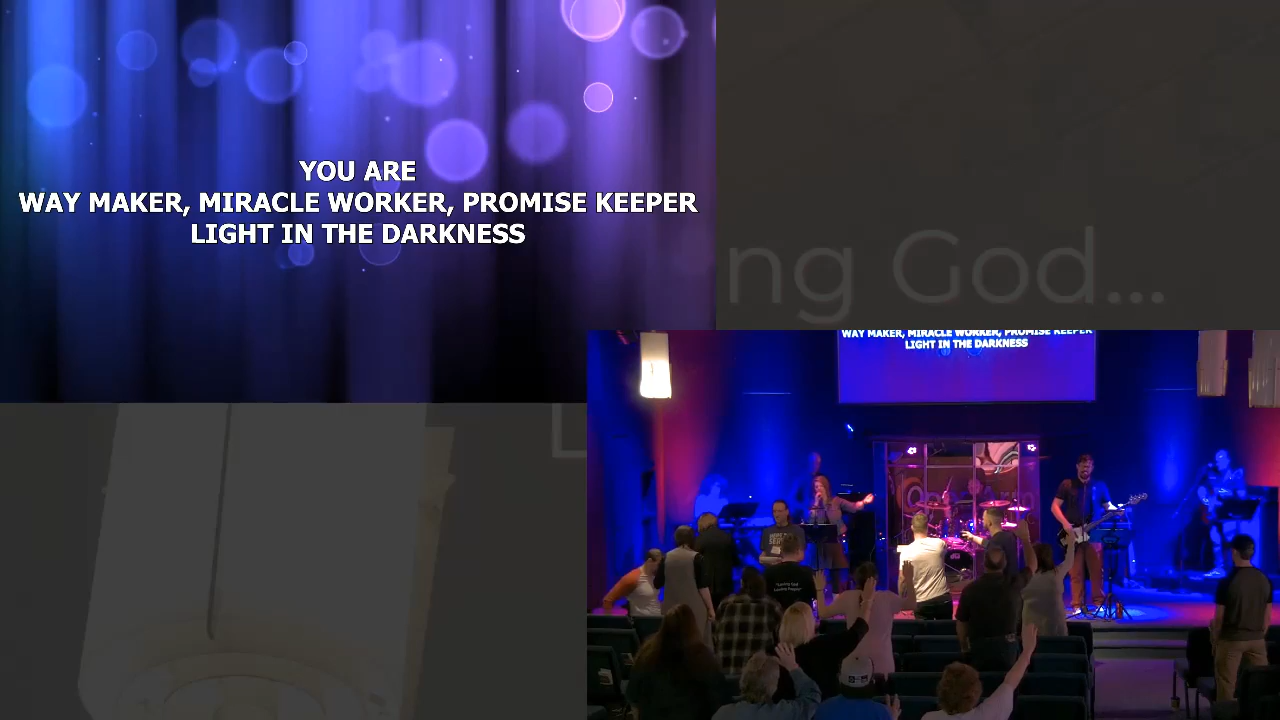 YOU ARE
WAY MAKER, MIRACLE WORKER, PROMISE KEEPER
LIGHT IN THE DARKNESS
ng God...
WAY MAKER, MIRACLE WORKER, PROMISE KEEPER
LIGHT IN THE DARKNESS